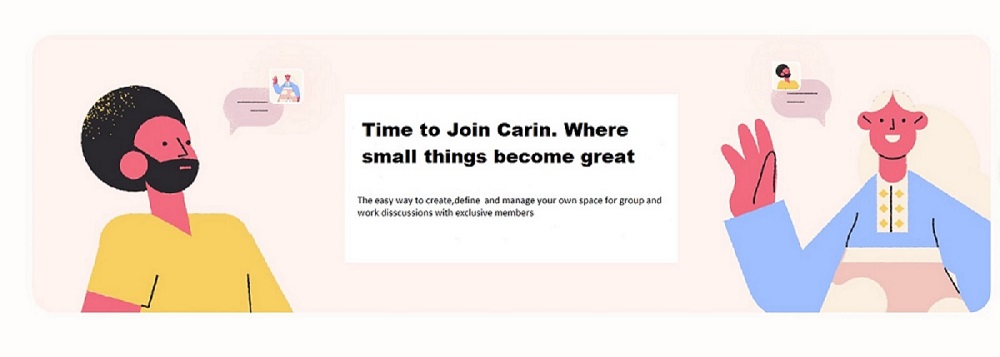 Time to Join Carin. Where
small things become great
The easy way to create,define and manage your own space for group and
work disscussions with exclusive members